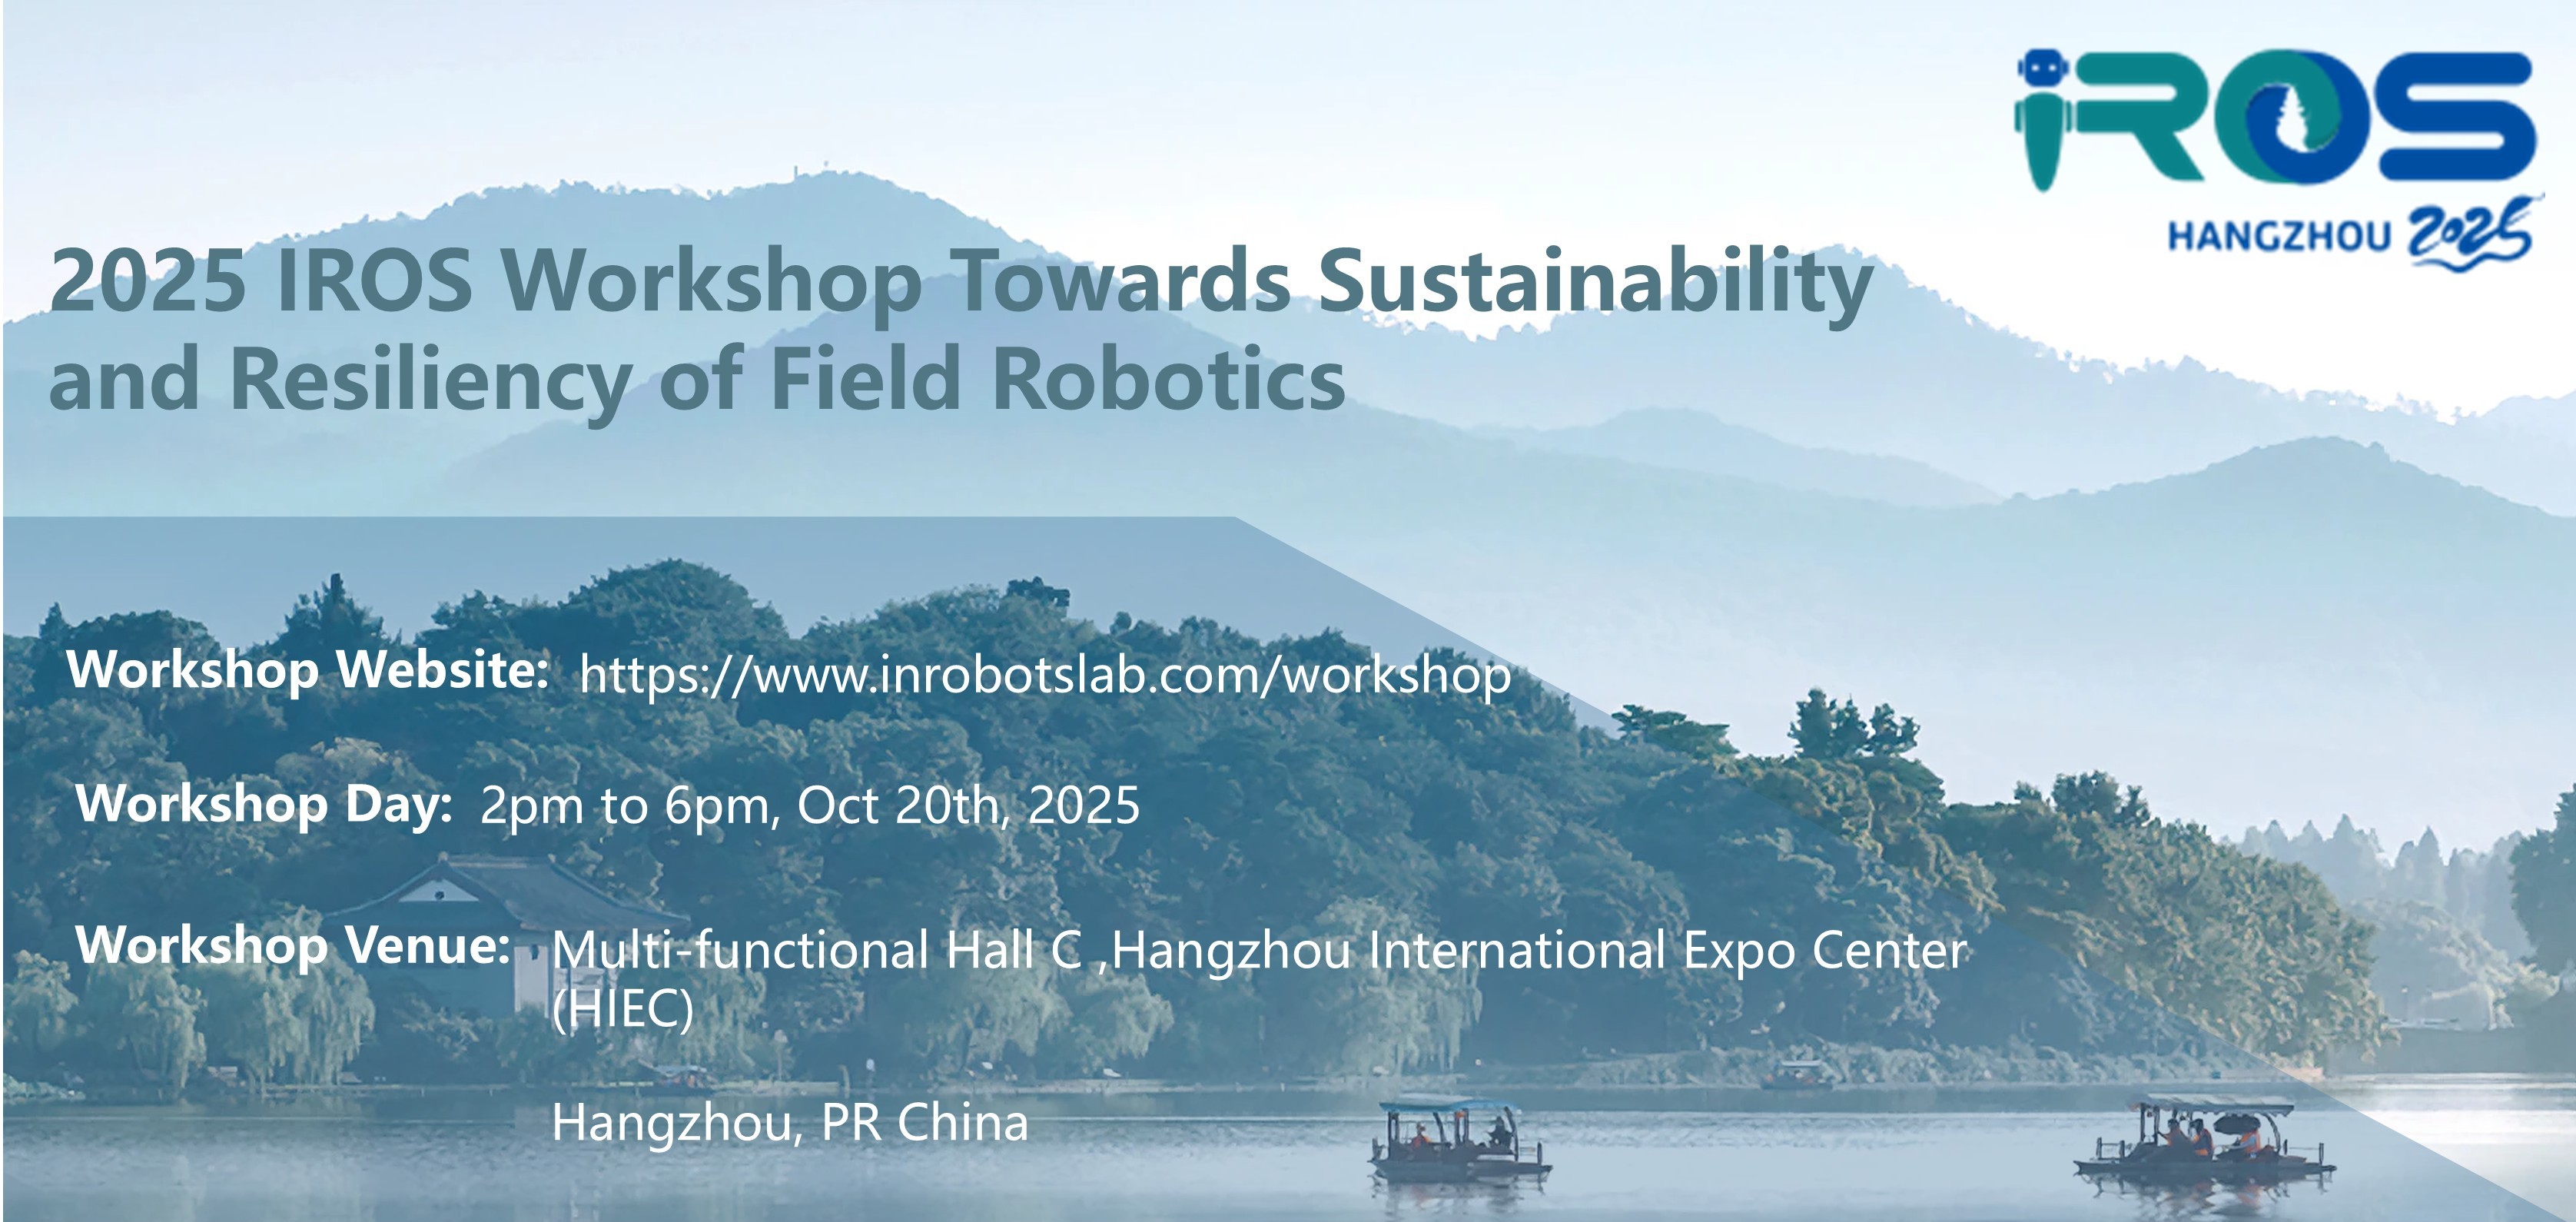 iROS
HANGZHOU 2025
2025 IROS Workshop Towards Sustainability
and Resiliency of Field Robotics
Workshop Website: https://www.inrobotslab.com/workshop
Workshop Day: 2pm to 6pm, Oct 20th, 2025
Workshop Venue: Multi-functional Hall C ,Hangzhou International Expo Center
(HIEC)
Hangzhou, PR China